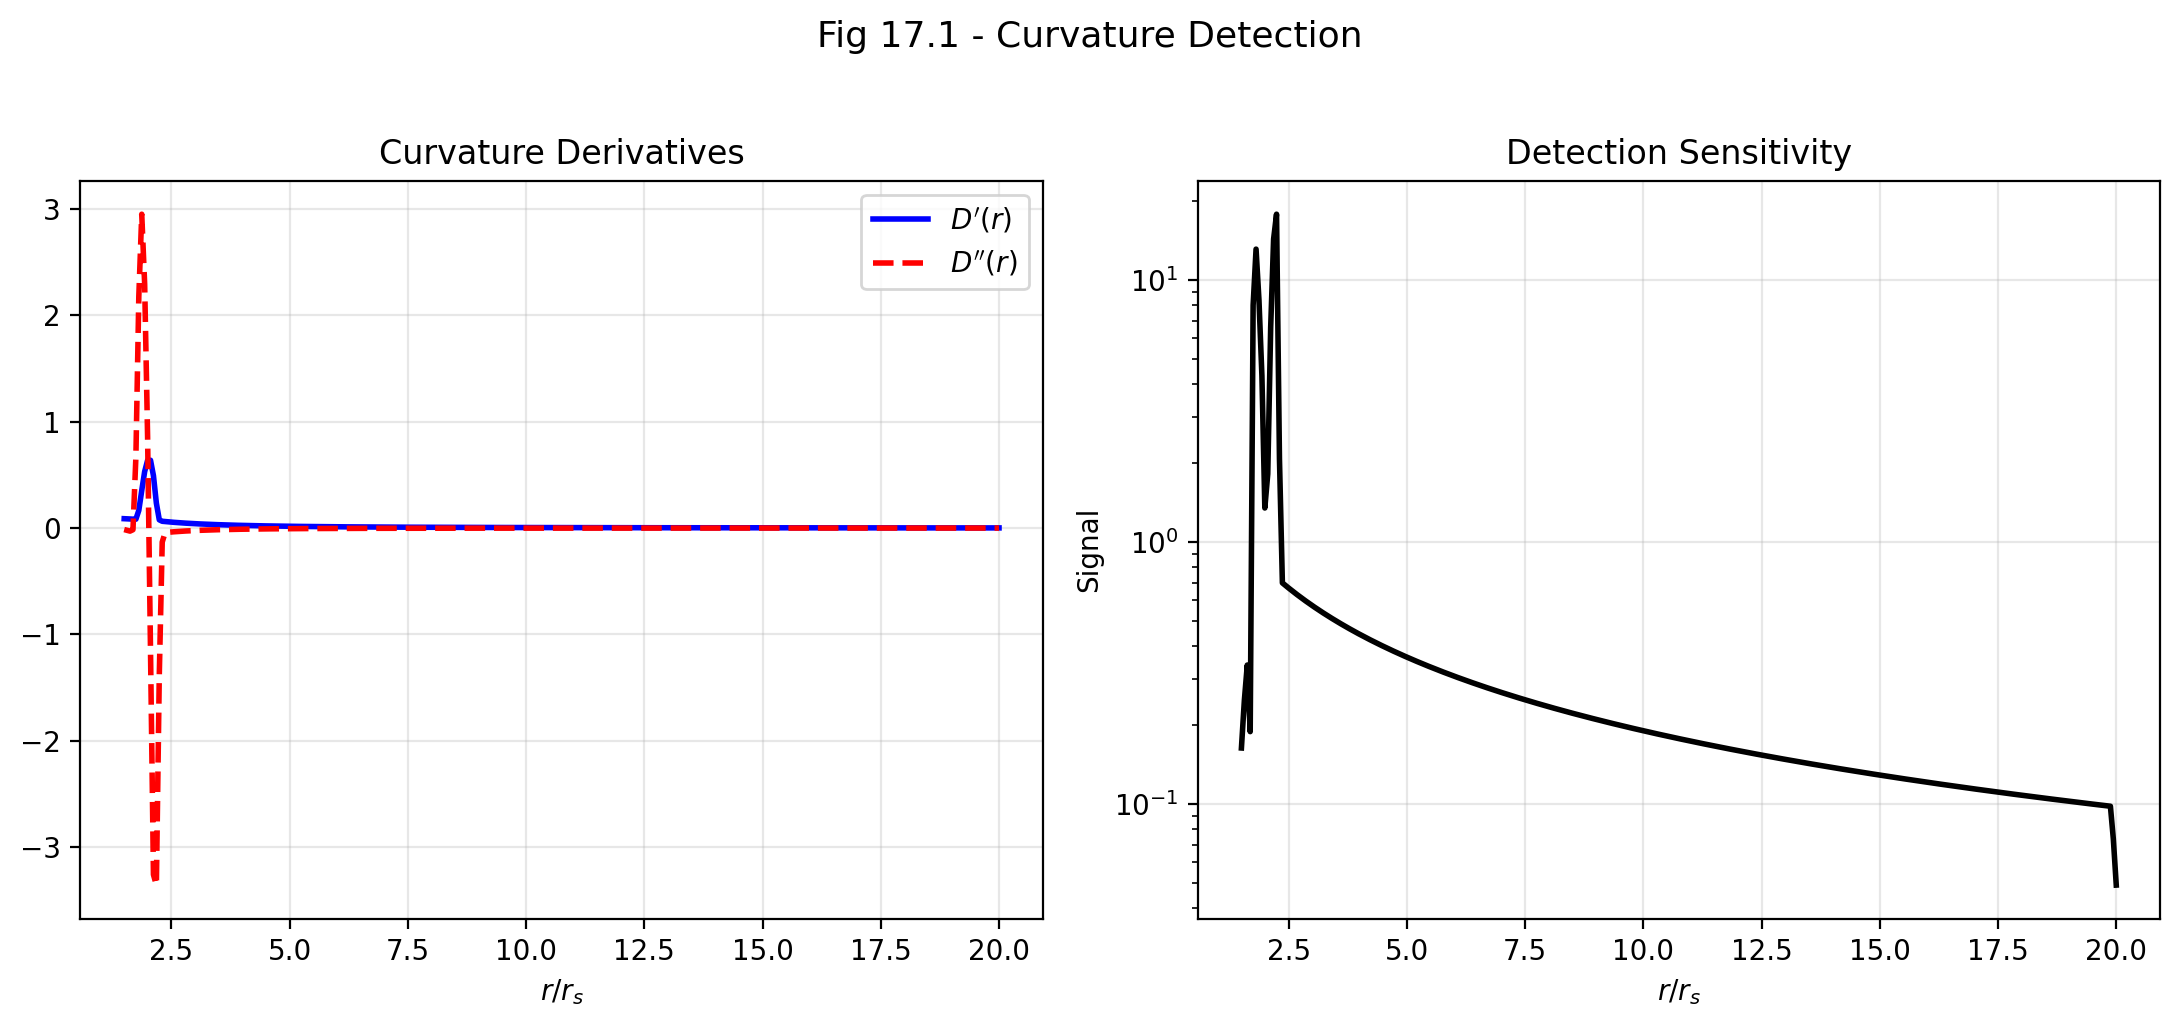 Fig 17.1 - Curvature Detection
Curvature Derivatives
3
2
1
0
−1
−2
−3
D′(r)
D″(r)
2.5 5.0 7.5 10.0 12.5 15.0 17.5 20.0
r/rₛ
Detection Sensitivity
Signal
10¹
10⁰
10⁻¹
2.5 5.0 7.5 10.0 12.5 15.0 17.5 20.0
r/rₛ